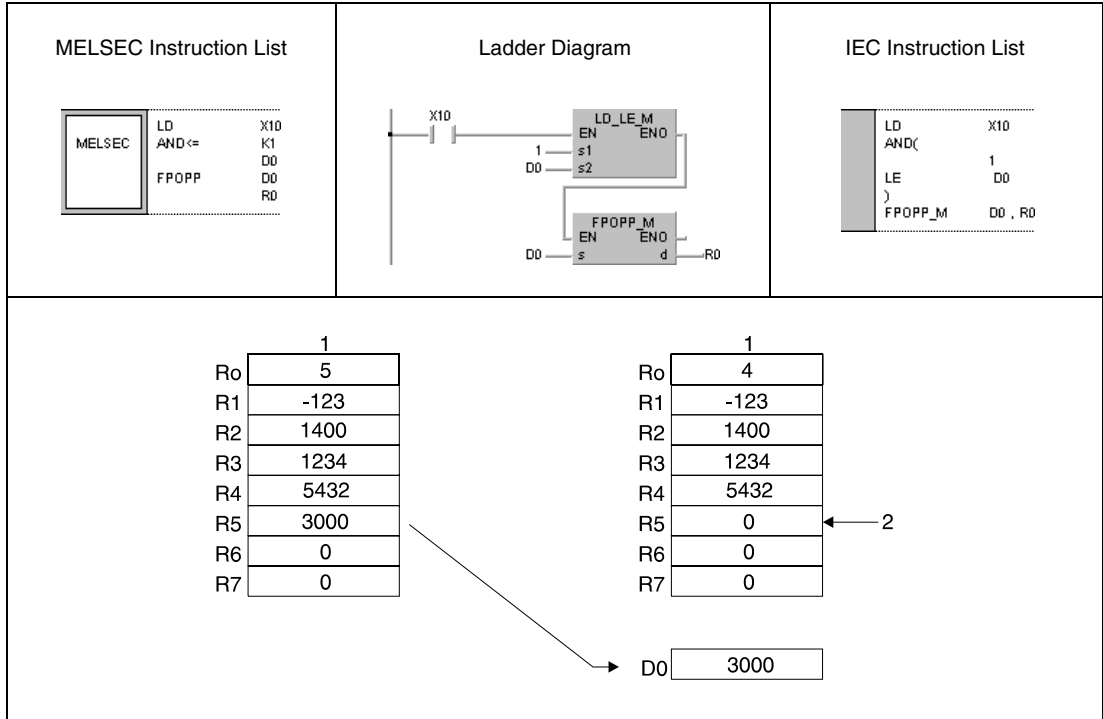 MELSEC Instruction List
MELSEC
LD X10
AND<= K1
D0
FPOPP D0
R0
Ladder Diagram
X10
LD_LE_M
EN ENO
1 s1
D0 s2
FPOPP_M
EN ENO
D0 s d R0
IEC Instruction List
LD X10
AND(
1
LE D0
)
FPOPP_M D0 , R0
1
Ro 5
R1 -123
R2 1400
R3 1234
R4 5432
R5 3000
R6 0
R7 0
1
Ro 4
R1 -123
R2 1400
R3 1234
R4 5432
R5 0 2
R6 0
R7 0
D0 3000